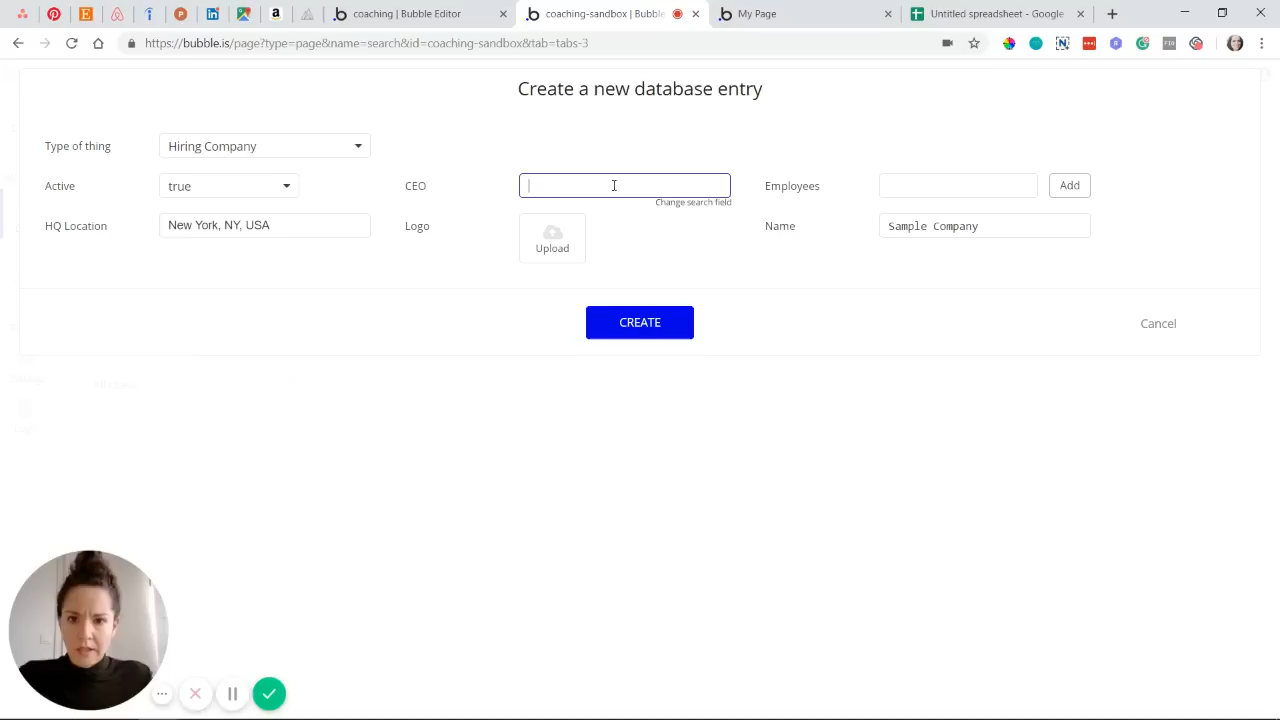 coaching | Bubble Editor
coaching-sandbox | Bubble
My Page
Untitled spreadsheet - Google
https://bubble.is/page?type=page&name=search&id=coaching-sandbox&tab=tabs-3
Create a new database entry
Type of thing
Hiring Company
Active
true
CEO
Change search field
Employees
Add
HQ Location
New York, NY, USA
Logo
Upload
Name
Sample Company
CREATE
Cancel